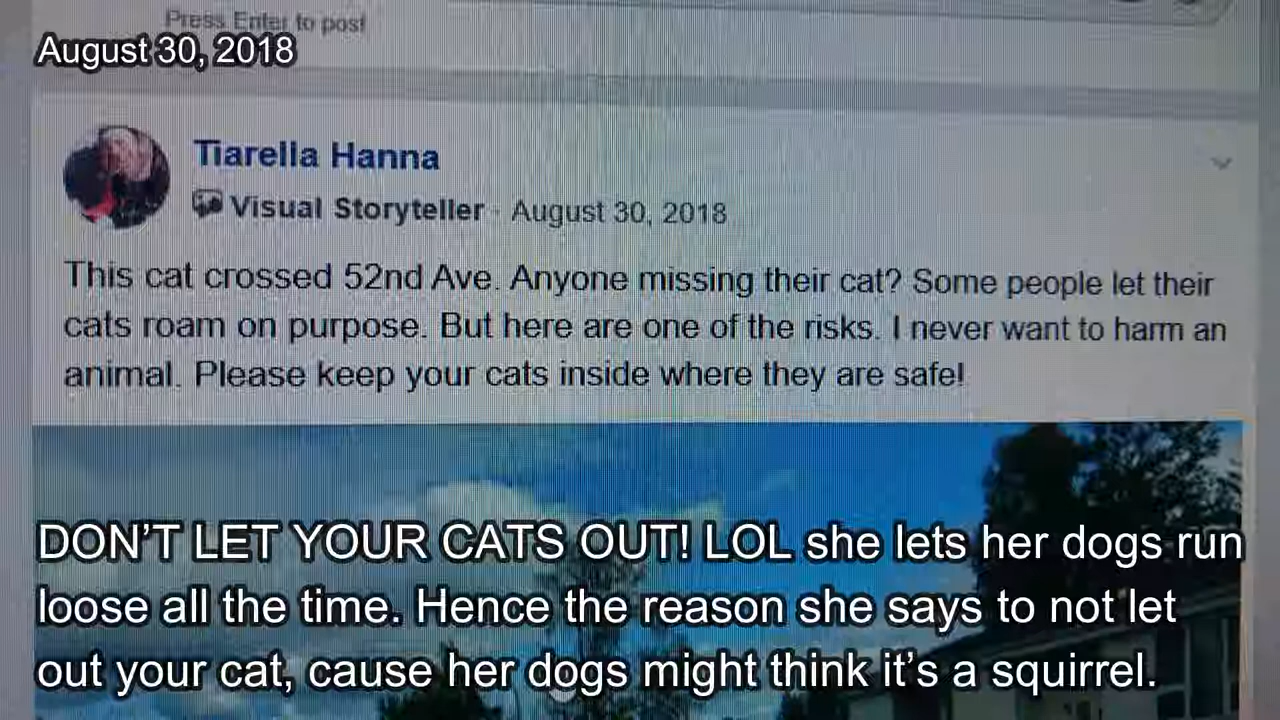 Press Enter to post
August 30, 2018
Tiarella Hanna
Visual Storyteller · August 30, 2018
This cat crossed 52nd Ave. Anyone missing their cat? Some people let their
cats roam on purpose. But here are one of the risks. I never want to harm an
animal. Please keep your cats inside where they are safe!
DON'T LET YOUR CATS OUT! LOL she lets her dogs run
loose all the time. Hence the reason she says to not let
out your cat, cause her dogs might think it's a squirrel.